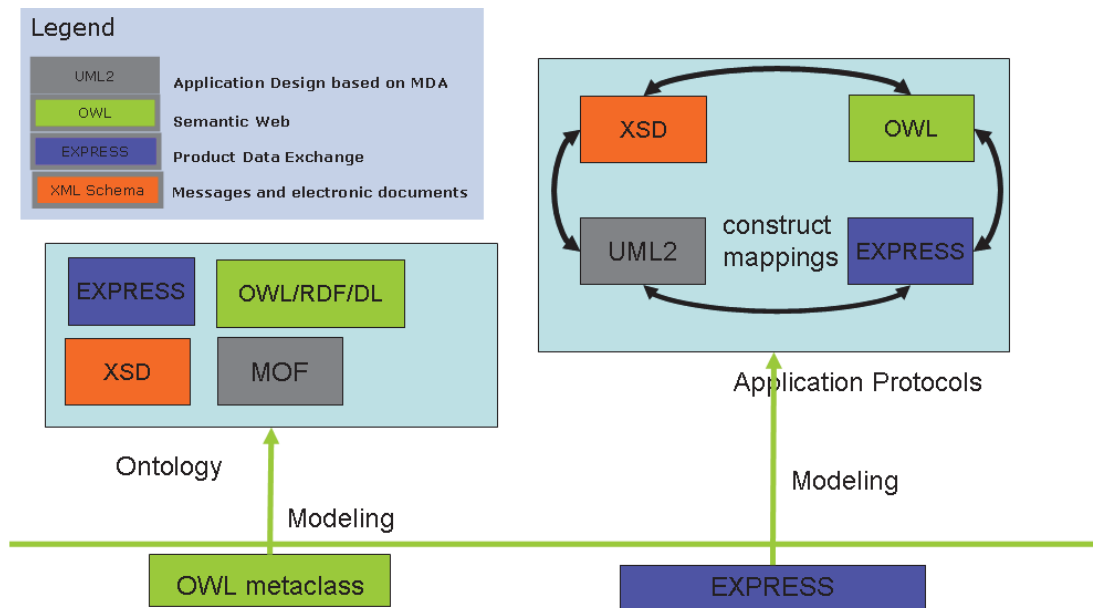 Legend
UML2
Application Design based on MDA
OWL
Semantic Web
EXPRESS
Product Data Exchange
XML Schema
Messages and electronic documents
XSD
OWL
UML2
construct
mappings
EXPRESS
Application Protocols
Modeling
EXPRESS
EXPRESS
OWL/RDF/DL
XSD
MOF
Ontology
Modeling
OWL metaclass